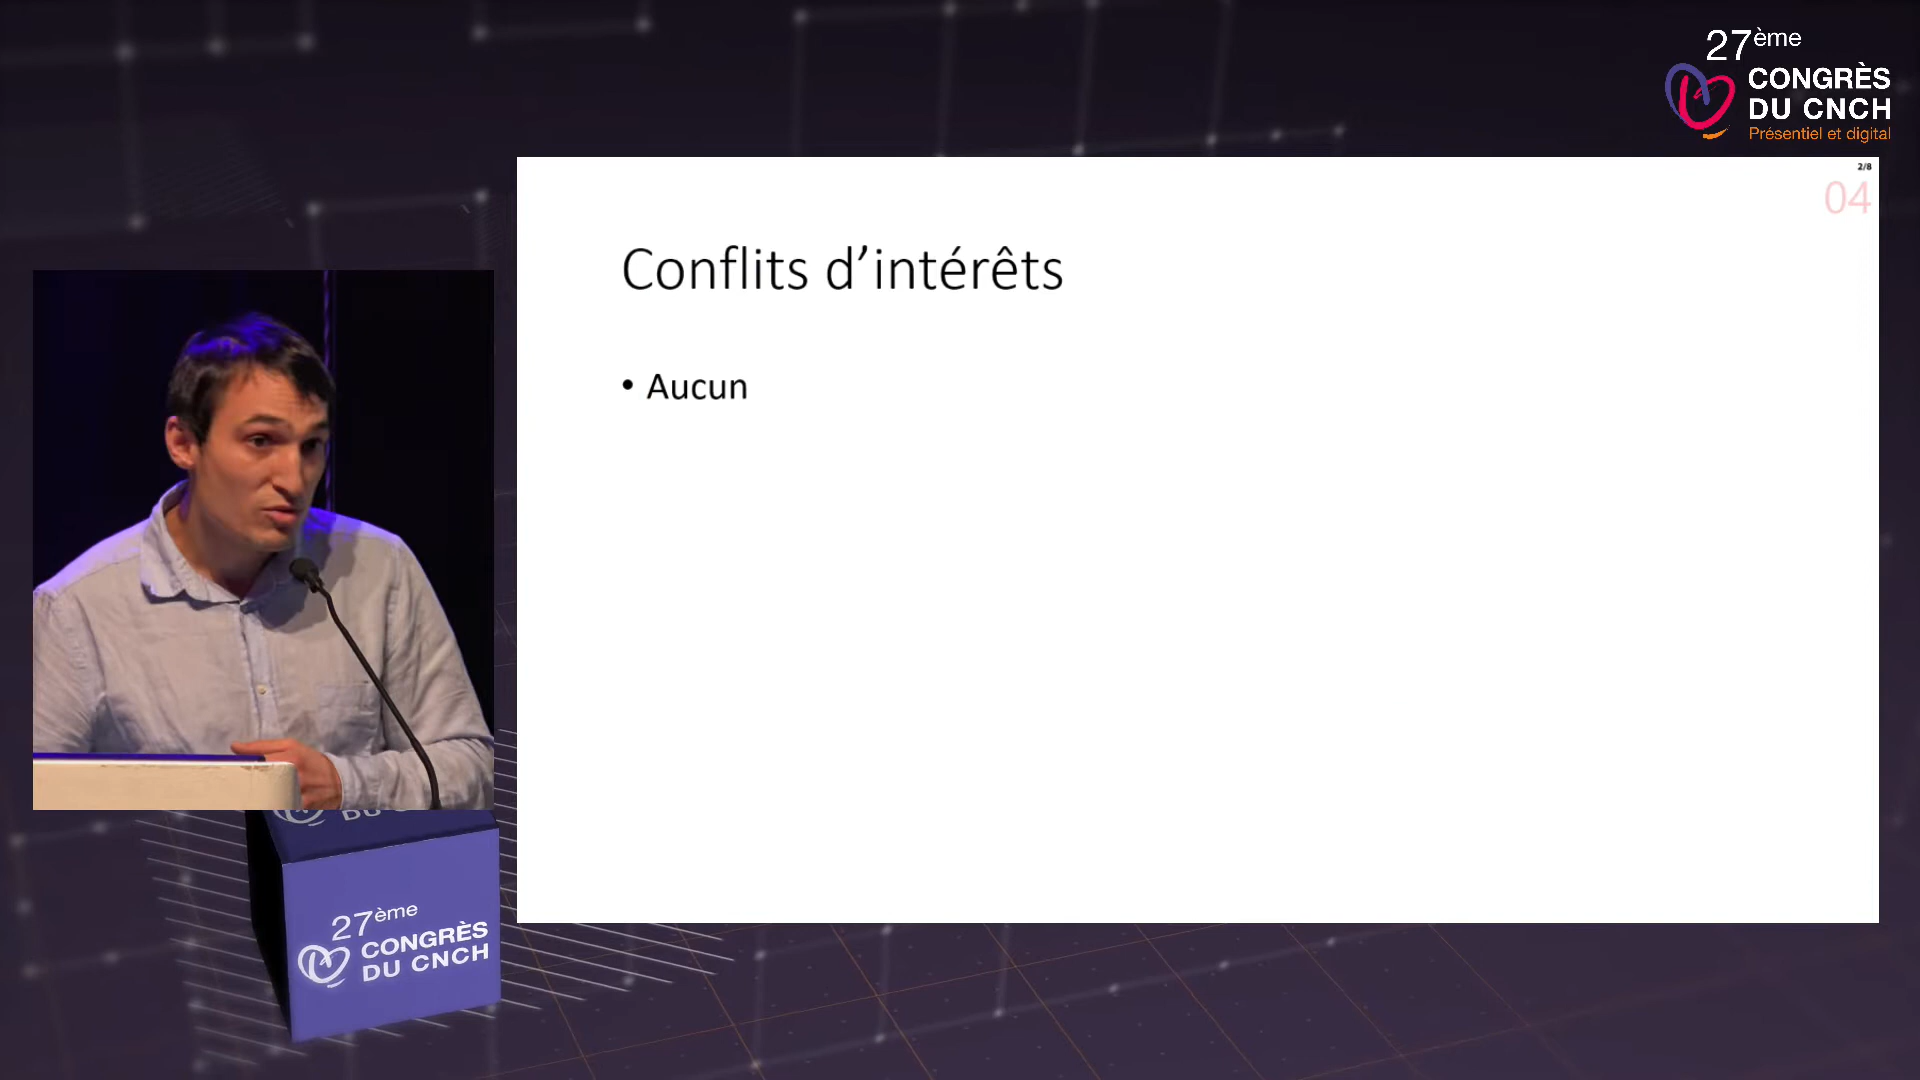 27ème
CONGRÈS
DU CNCH
Présentiel et digital
2/8
04
Conflits d’intérêts
• Aucun
27ème
CONGRÈS
DU CNCH